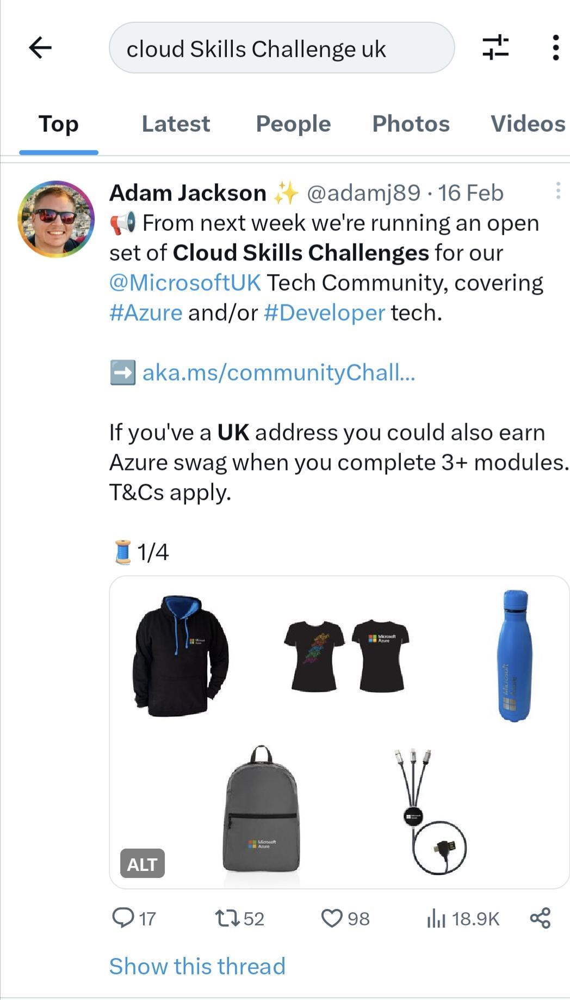 cloud Skills Challenge uk
Top Latest People Photos Videos
Adam Jackson ✨ @adamj89 · 16 Feb
📢 From next week we're running an open
set of Cloud Skills Challenges for our
@MicrosoftUK Tech Community, covering
#Azure and/or #Developer tech.
➡️ aka.ms/communityChall...
If you've a UK address you could also earn
Azure swag when you complete 3+ modules.
T&Cs apply.
🧵 1/4
Microsoft
Azure
Microsoft
Azure
Microsoft
Azure
Microsoft
Azure
ALT
17 52 98 18.9K
Show this thread